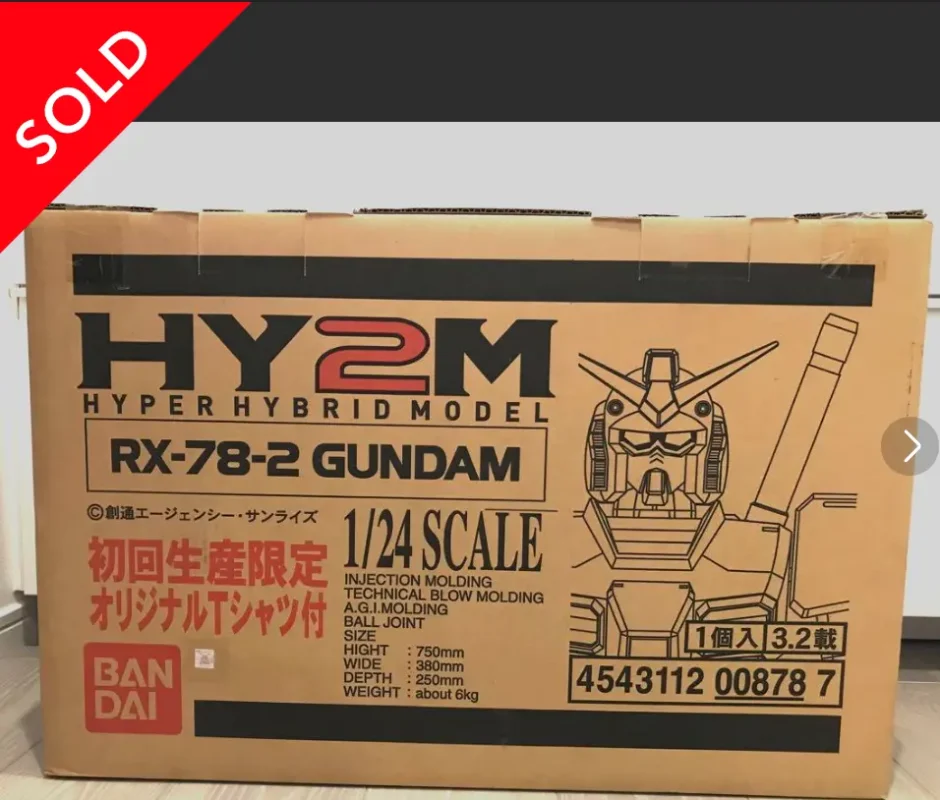 SOLD
HY2M
HYPER HYBRID MODEL
RX-78-2 GUNDAM
©創通エージェンシー・サンライズ
初回生産限定
オリジナルTシャツ付
1/24 SCALE
INJECTION MOLDING
TECHNICAL BLOW MOLDING
A.G.I.MOLDING
BALL JOINT
SIZE
HIGHT : 750mm
WIDE : 380mm
DEPTH : 250mm
WEIGHT : about 6kg
BAN
DAI
1個入 3.2載
4543112 00878 7